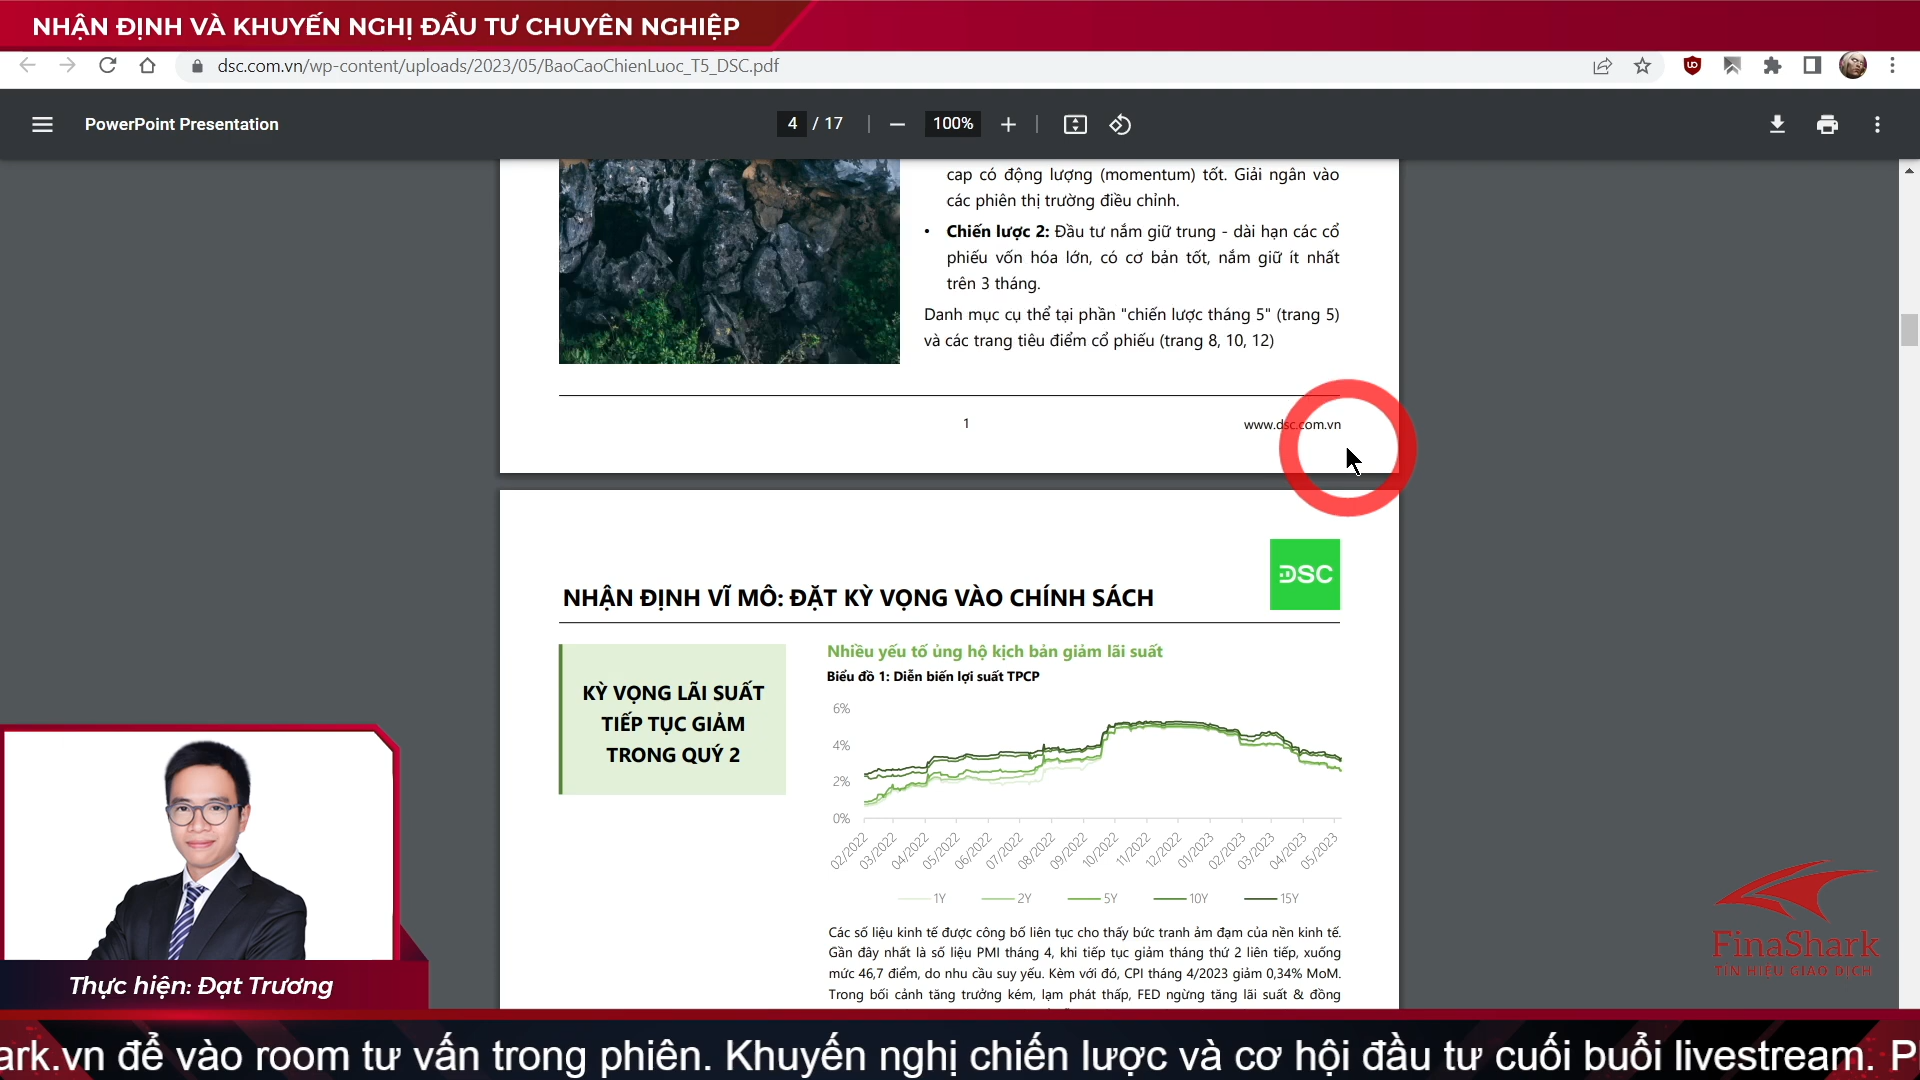 NHẬN ĐỊNH VÀ KHUYẾN NGHỊ ĐẦU TƯ CHUYÊN NGHIỆP
dsc.com.vn/wp-content/uploads/2023/05/BaoCaoChienLuoc_T5_DSC.pdf
PowerPoint Presentation
4 / 17
100%
cap có động lượng (momentum) tốt. Giải ngân vào
các phiên thị trường điều chỉnh.
• Chiến lược 2: Đầu tư nắm giữ trung - dài hạn các cổ
phiếu vốn hóa lớn, có cơ bản tốt, nắm giữ ít nhất
trên 3 tháng.
Danh mục cụ thể tại phần "chiến lược tháng 5" (trang 5)
và các trang tiêu điểm cổ phiếu (trang 8, 10, 12)
1
www.dsc.com.vn
DSC
NHẬN ĐỊNH VĨ MÔ: ĐẶT KỲ VỌNG VÀO CHÍNH SÁCH
KỲ VỌNG LÃI SUẤT
TIẾP TỤC GIẢM
TRONG QUÝ 2
Nhiều yếu tố ủng hộ kịch bản giảm lãi suất
Biểu đồ 1: Diễn biến lợi suất TPCP
6%
4%
2%
0%
02/2022 03/2022 04/2022 05/2022 06/2022 07/2022 08/2022 09/2022 10/2022 11/2022 12/2022 01/2023 02/2023 03/2023 04/2023 05/2023
1Y 2Y 5Y 10Y 15Y
Các số liệu kinh tế được công bố liên tục cho thấy bức tranh ảm đạm của nền kinh tế.
Gần đây nhất là số liệu PMI tháng 4, khi tiếp tục giảm tháng thứ 2 liên tiếp, xuống
mức 46,7 điểm, do nhu cầu suy yếu. Kèm với đó, CPI tháng 4/2023 giảm 0,34% MoM.
Trong bối cảnh tăng trưởng kém, lạm phát thấp, FED ngừng tăng lãi suất & đồng
Thực hiện: Đạt Trương
FinaShark
TÍN HIỆU GIAO DỊCH
ark.vn để vào room tư vấn trong phiên. Khuyến nghị chiến lược và cơ hội đầu tư cuối buổi livestream. P